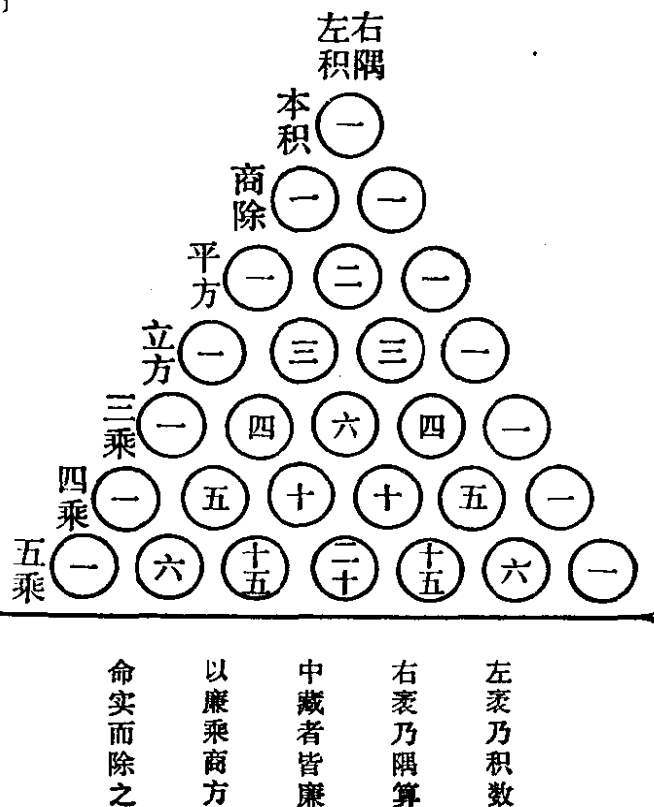 右隅
左积
本积
一
商除
一 一
平方
一 二 一
立方
一 三 三 一
三乘
一 四 六 四 一
四乘
一 五 十 十 五 一
五乘
一 六 十五 二十 十五 六 一
左袤乃积数
右袤乃隅算
中藏者皆廉
以廉乘商方
命实而除之